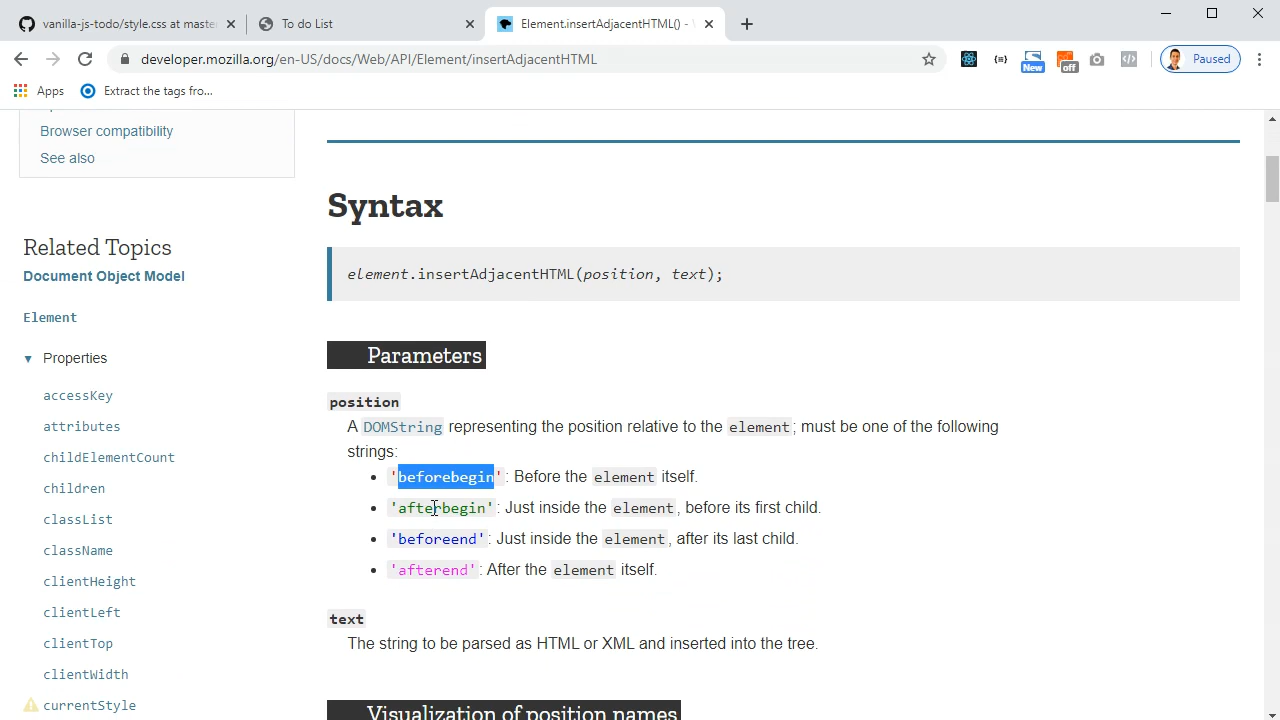 vanilla-js-todo/style.css at maste
To do List
Element.insertAdjacentHTML() -
developer.mozilla.org/en-US/docs/Web/API/Element/insertAdjacentHTML
New
off
Paused
Apps
Extract the tags fro...
Browser compatibility
See also
Related Topics
Document Object Model
Element
Properties
accessKey
attributes
childElementCount
children
classList
className
clientHeight
clientLeft
clientTop
clientWidth
currentStyle
Syntax
element.insertAdjacentHTML(position, text);
Parameters
position
A DOMString representing the position relative to the element; must be one of the following
strings:
'beforebegin': Before the element itself.
'afterbegin': Just inside the element, before its first child.
'beforeend': Just inside the element, after its last child.
'afterend': After the element itself.
text
The string to be parsed as HTML or XML and inserted into the tree.
Visualization of position names